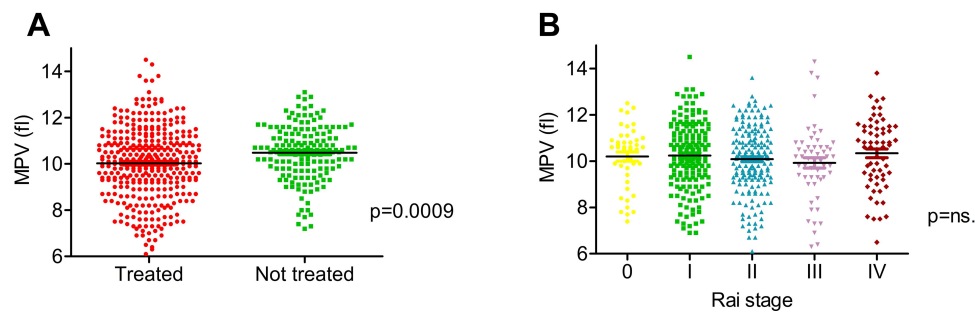 A
MPV (fl)
14
12
10
8
6
Treated Not treated
p=0.0009
B
MPV (fl)
14
12
10
8
6
0 I II III IV
Rai stage
p=ns.